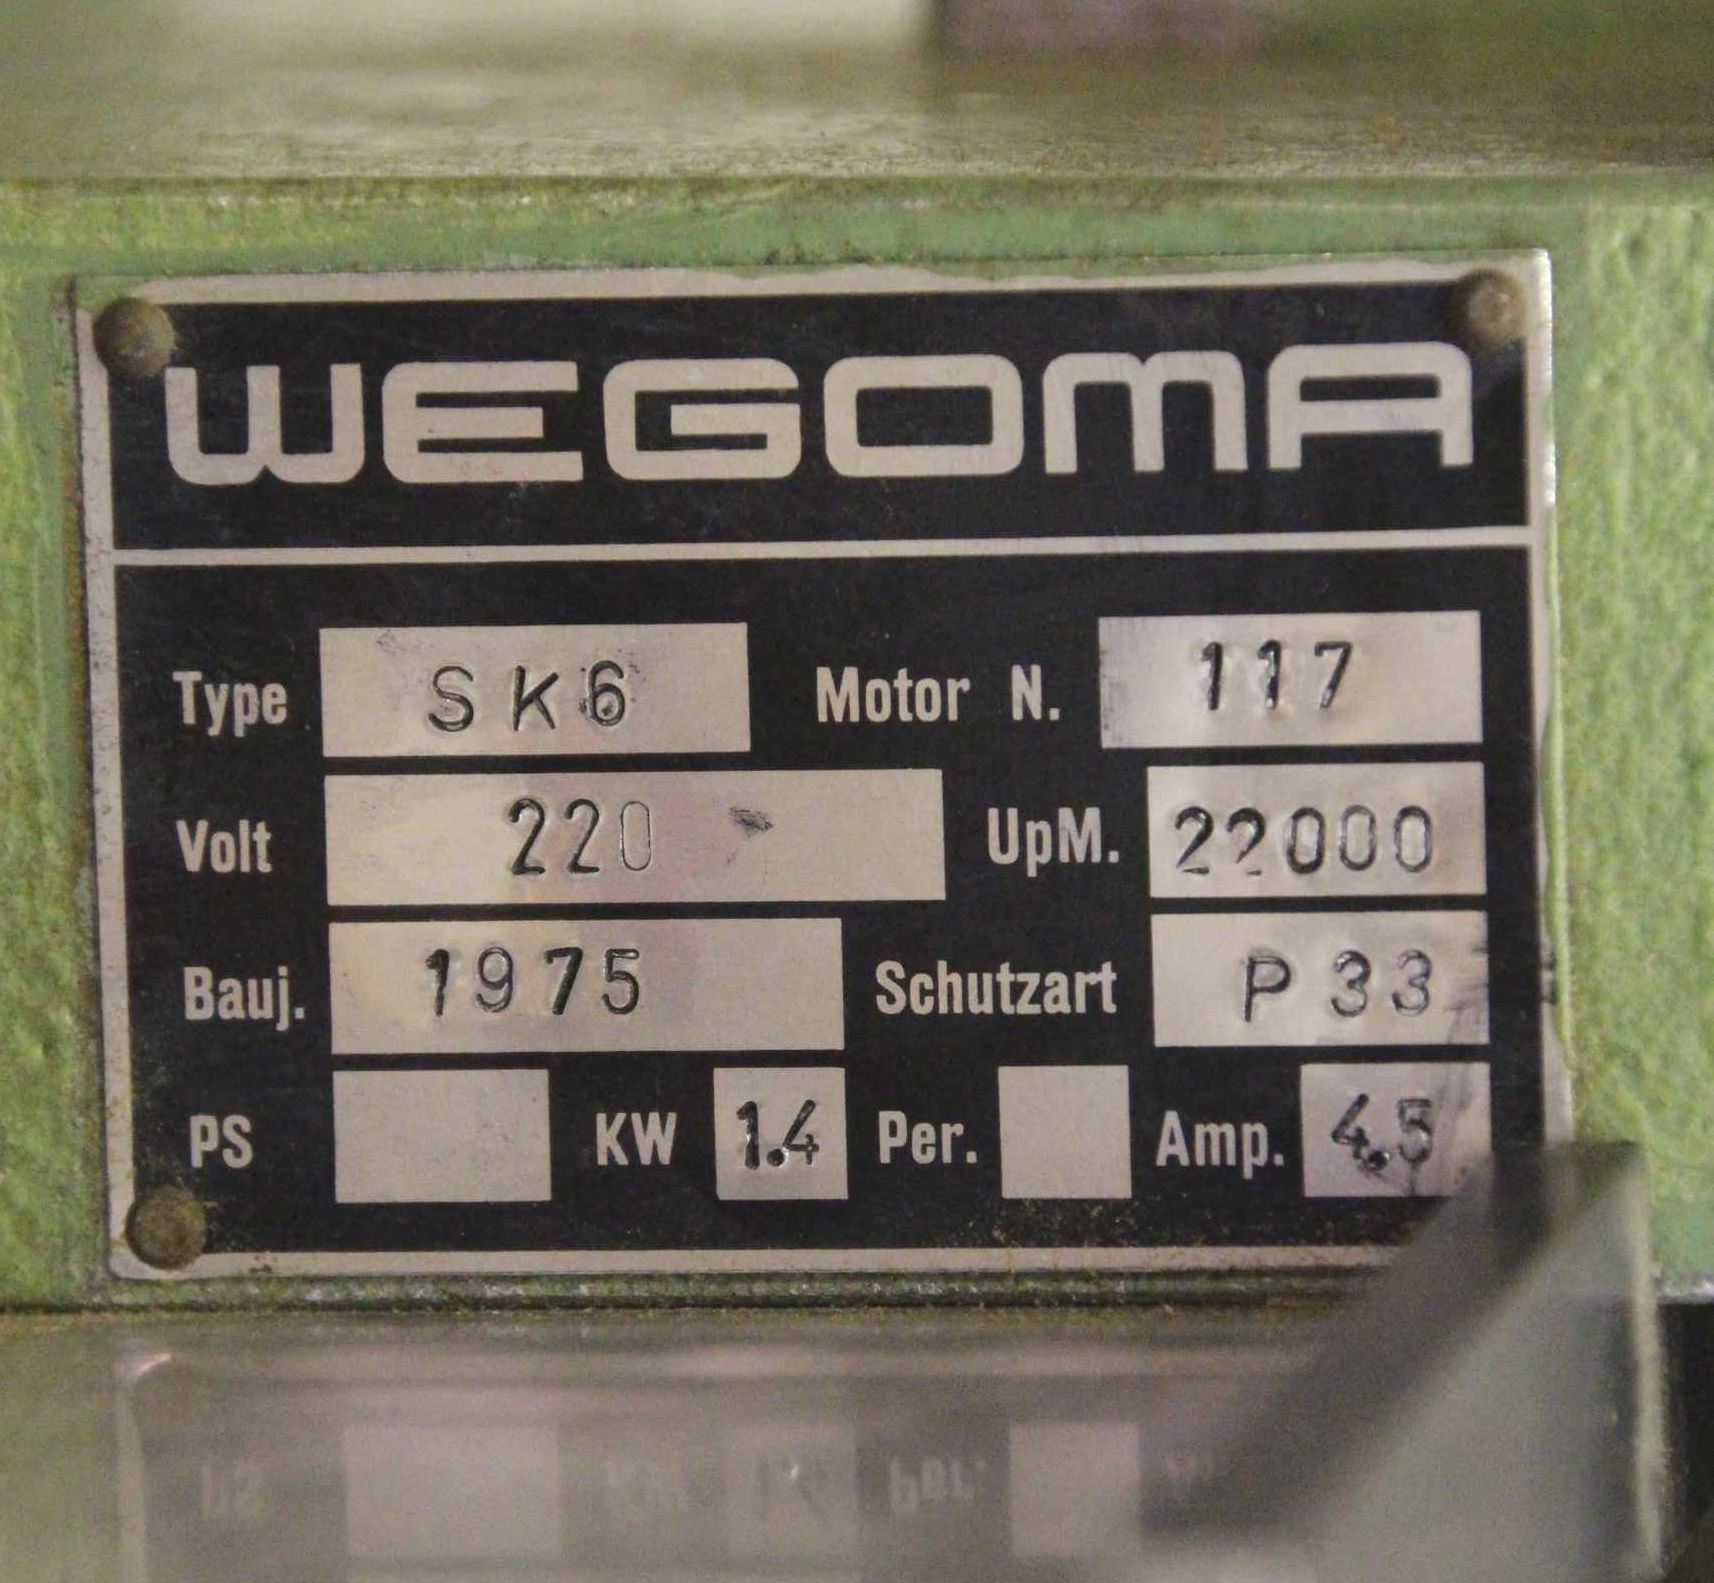 WEGOMA
Type SK6 Motor N. 117
Volt 220 UpM. 22000
Bauj. 1975 Schutzart P 33
PS KW 1.4 Per. Amp. 4.5